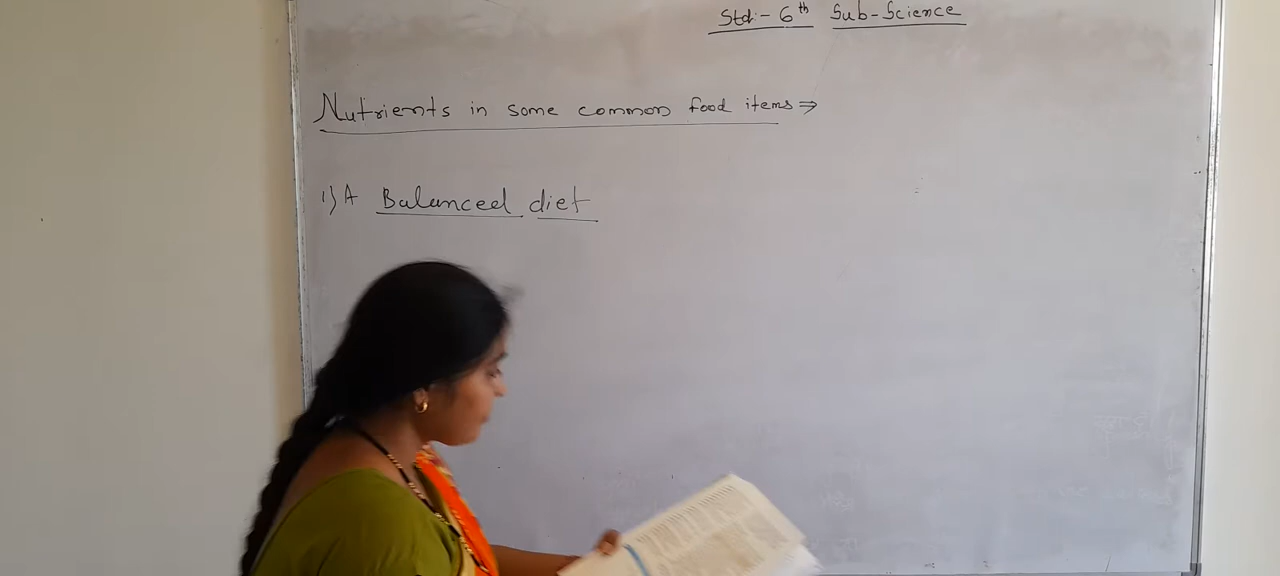 Std:- 6th Sub-Science
Nutrients in some common food items ⇒
1) A Balanced diet